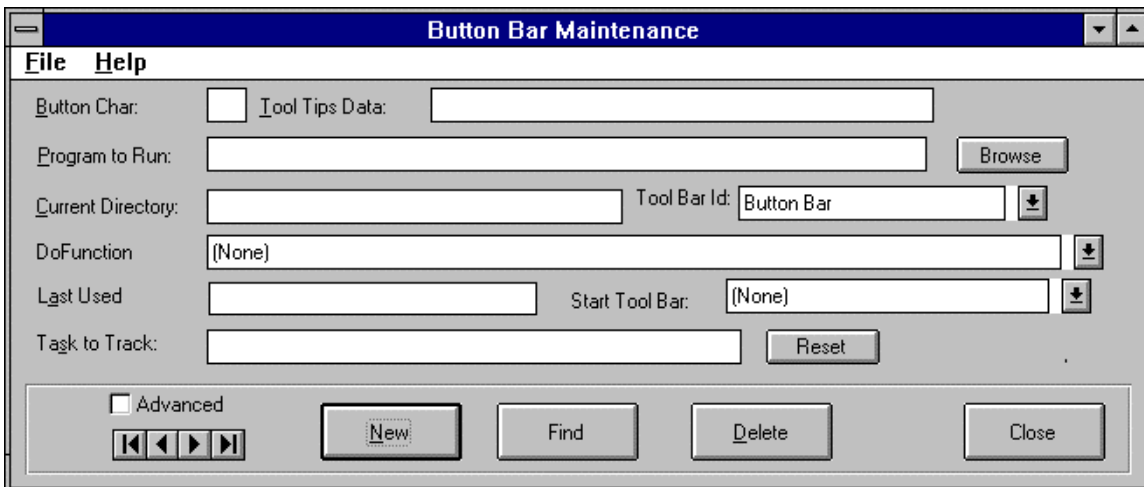 Button Bar Maintenance
File Help
Button Char: Tool Tips Data:
Program to Run: Browse
Current Directory: Tool Bar Id: Button Bar
DoFunction (None)
Last Used Start Tool Bar: (None)
Task to Track: Reset
Advanced
New Find Delete Close